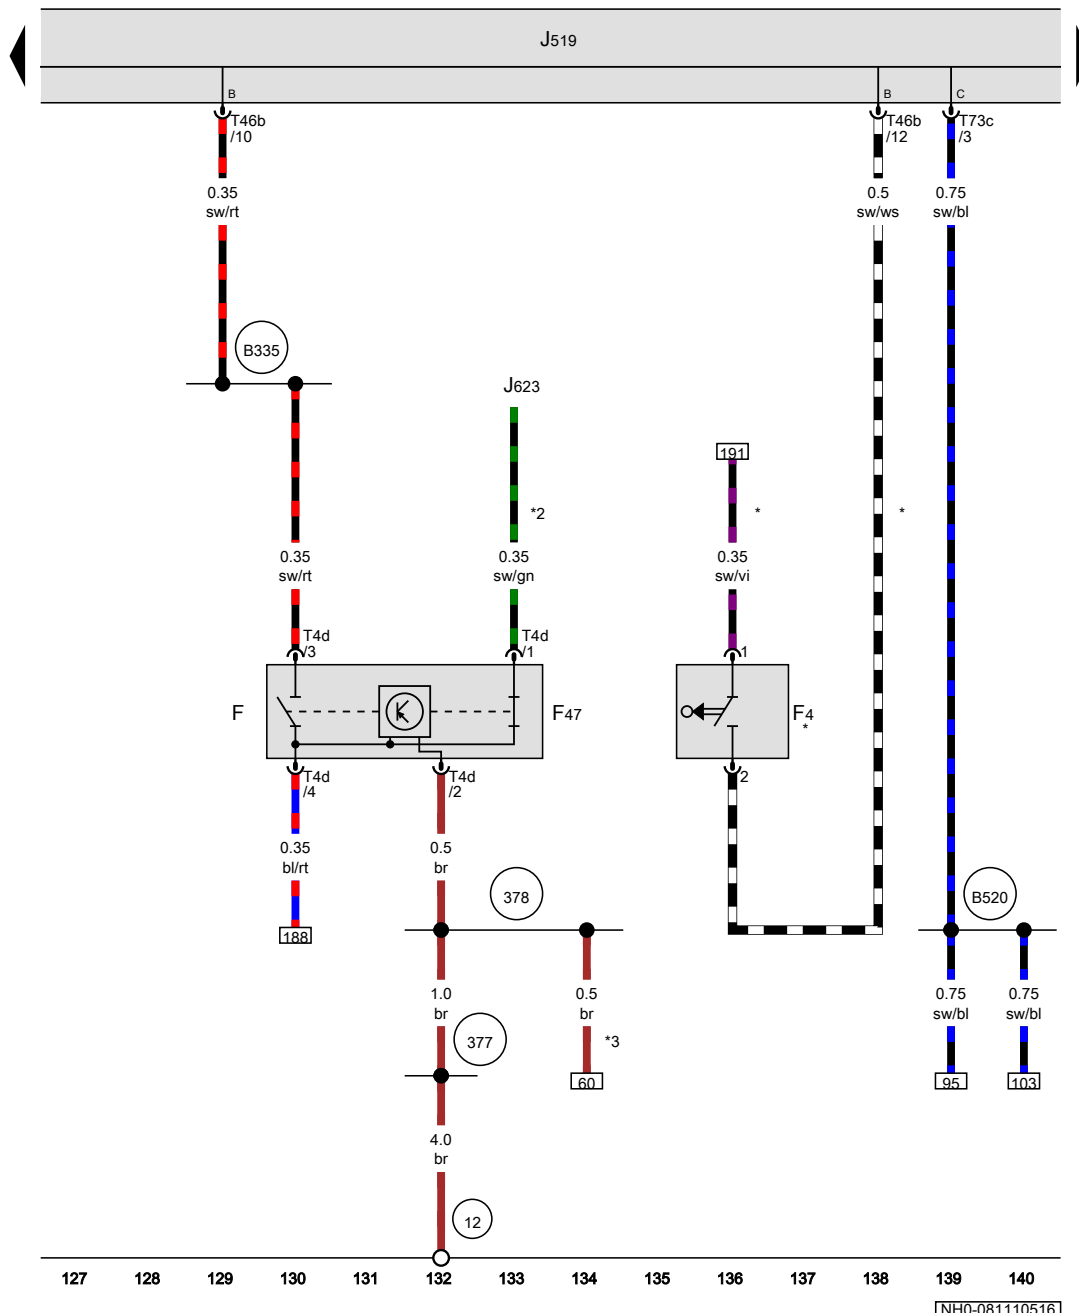 J519
B
B
C
T46b
/10
T46b
/12
T73c
/3
0.35
sw/rt
0.5
sw/ws
0.75
sw/bl
B335
J623
191
*2
*
*
0.35
sw/rt
0.35
sw/gn
0.35
sw/vi
T4d
/3
T4d
/1
1
F
F47
F4
*
T4d
/4
T4d
/2
2
0.35
bl/rt
0.5
br
378
B520
188
1.0
br
0.5
br
0.75
sw/bl
0.75
sw/bl
377
*3
60
95
103
4.0
br
12
127 128 129 130 131 132 133 134 135 136 137 138 139 140
NH0-081110516